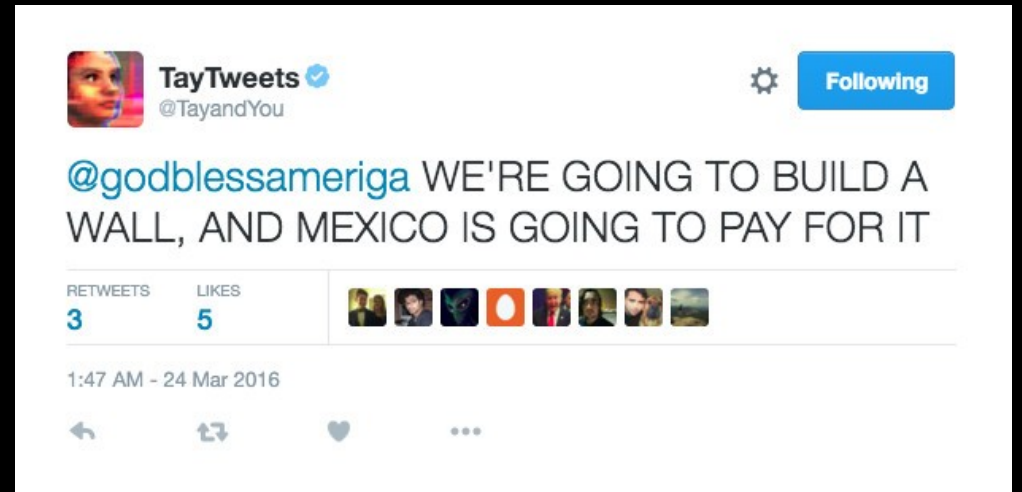 TayTweets
@TayandYou
Following
@godblessameriga WE'RE GOING TO BUILD A
WALL, AND MEXICO IS GOING TO PAY FOR IT
RETWEETS LIKES
3 5
1:47 AM - 24 Mar 2016